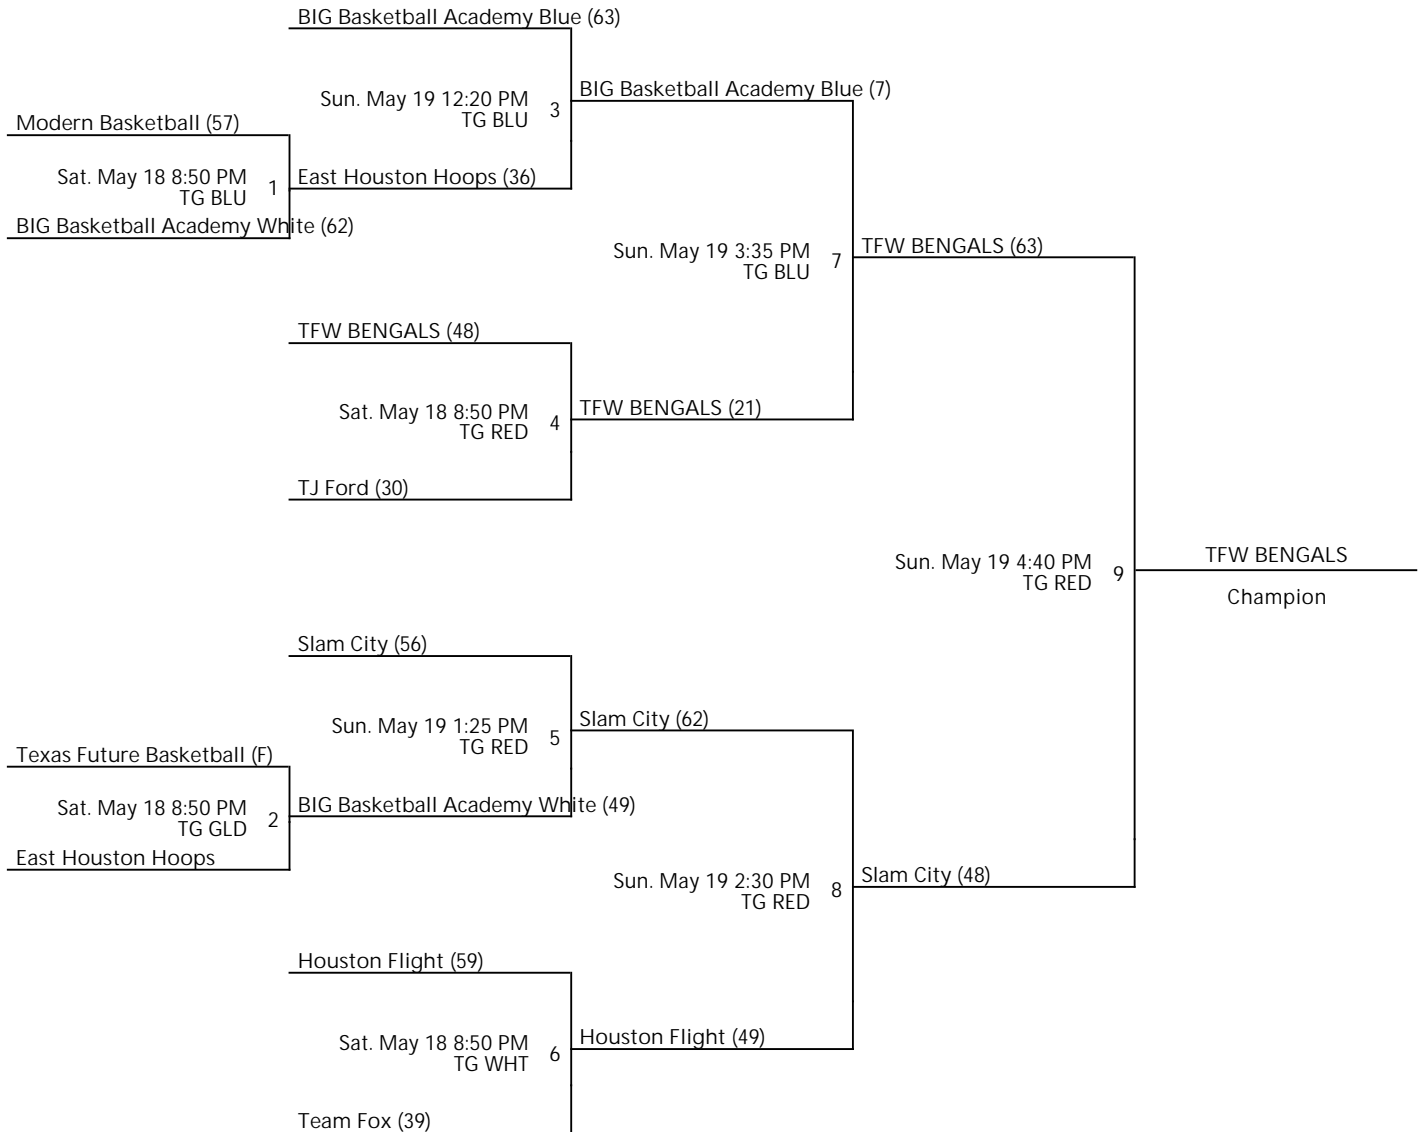 BIG Basketball Academy Blue (63)
Sun. May 19 12:20 PM
TG BLU
3
BIG Basketball Academy Blue (7)
Modern Basketball (57)
Sat. May 18 8:50 PM
TG BLU
1
East Houston Hoops (36)
BIG Basketball Academy White (62)
Sun. May 19 3:35 PM
TG BLU
7
TFW BENGALS (63)
TFW BENGALS (48)
Sat. May 18 8:50 PM
TG RED
4
TFW BENGALS (21)
TJ Ford (30)
Sun. May 19 4:40 PM
TG RED
9
TFW BENGALS
Champion
Slam City (56)
Sun. May 19 1:25 PM
TG RED
5
Slam City (62)
Texas Future Basketball (F)
Sat. May 18 8:50 PM
TG GLD
2
BIG Basketball Academy White (49)
East Houston Hoops
Sun. May 19 2:30 PM
TG RED
8
Slam City (48)
Houston Flight (59)
Sat. May 18 8:50 PM
TG WHT
6
Houston Flight (49)
Team Fox (39)